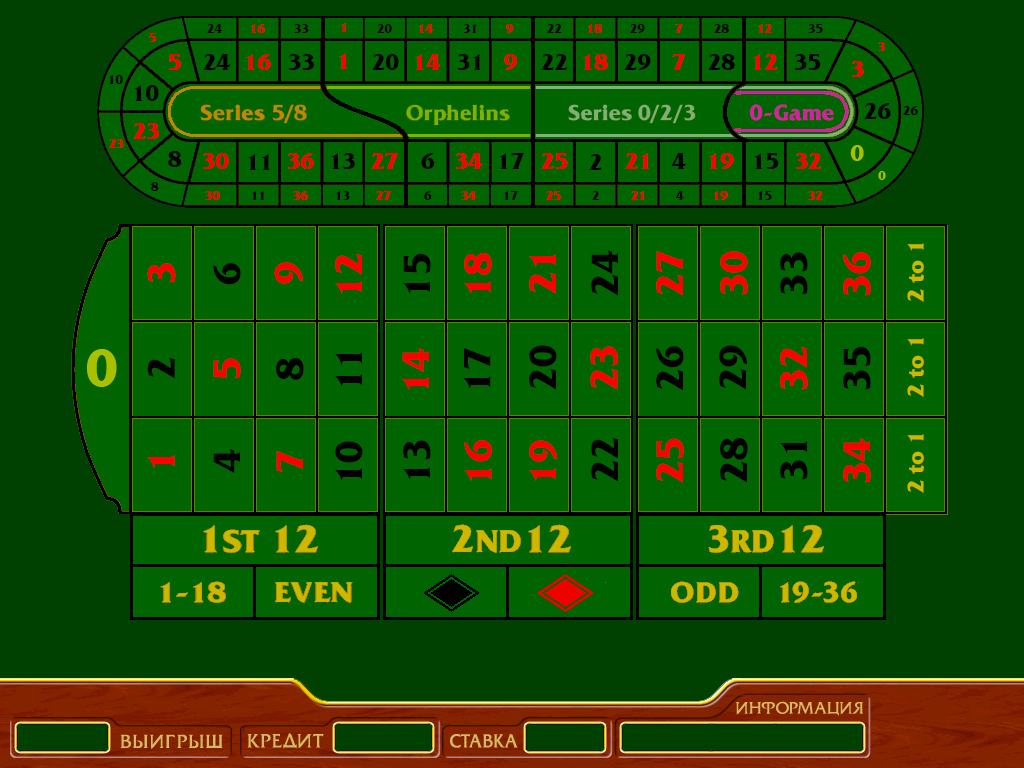 5 24 16 33 1 20 14 31 9 22 18 29 7 28 12 35 3
5 24 16 33 1 20 14 31 9 22 18 29 7 28 12 35 3
10 10 Series 5/8 Orphelins Series 0/2/3 0-Game 26 26
23 23 0 0
8 30 11 36 13 27 6 34 17 25 2 21 4 19 15 32
8 30 11 36 13 27 6 34 17 25 2 21 4 19 15 32
3 6 9 12 15 18 21 24 27 30 33 36 2 to 1
0 2 5 8 11 14 17 20 23 26 29 32 35 2 to 1
1 4 7 10 13 16 19 22 25 28 31 34 2 to 1
1ST 12 2ND 12 3RD 12
1-18 EVEN ODD 19-36
ИНФОРМАЦИЯ
ВЫИГРЫШ КРЕДИТ СТАВКА